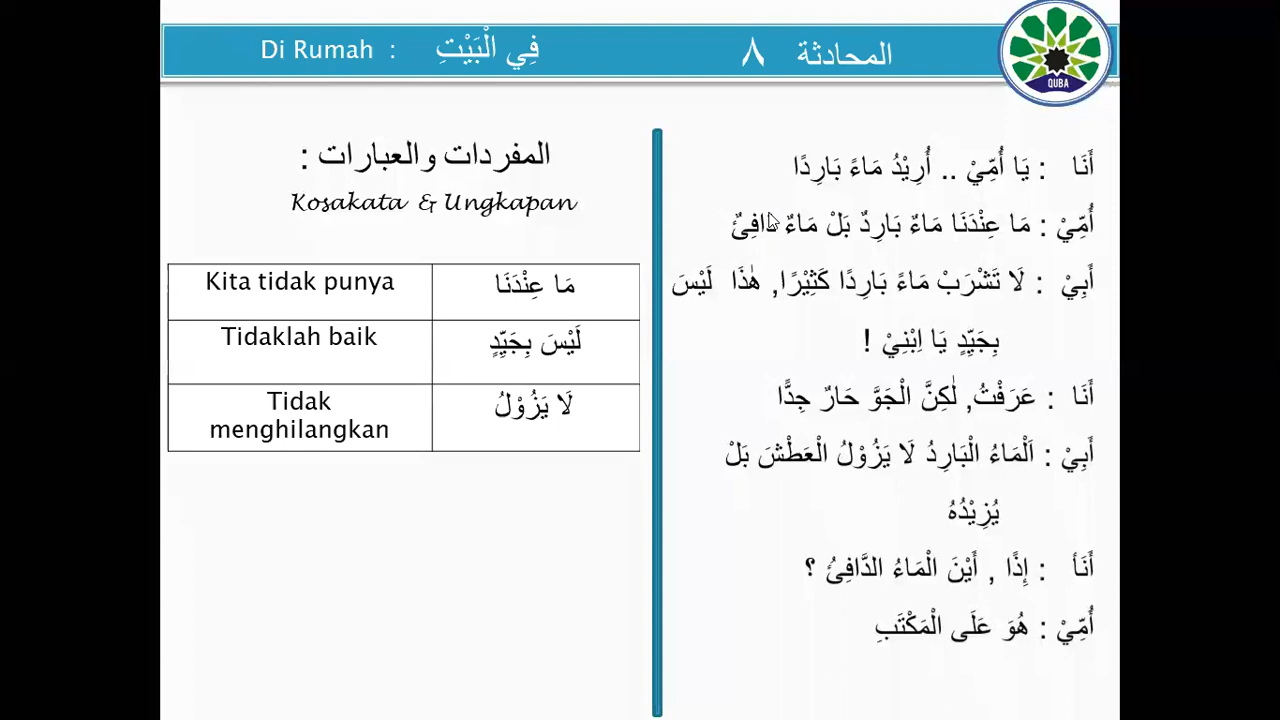 المحادثة ٨
فِي الْبَيْتِ : Di Rumah
QUBA
أَنَا : يَا أُمِّيْ .. أُرِيْدُ مَاءً بَارِدًا
أُمِّيْ : مَا عِنْدَنَا مَاءٌ بَارِدٌ بَلْ مَاءٌ دَافِئٌ
أَبِيْ : لَا تَشْرَبْ مَاءً بَارِدًا كَثِيْرًا, هٰذَا لَيْسَ
بِجَيِّدٍ يَا اِبْنِيْ !
أَنَا : عَرَفْتُ, لٰكِنَّ الْجَوَّ حَارٌ جِدًّا
أَبِيْ : اَلْمَاءُ الْبَارِدُ لَا يَزُوْلُ الْعَطْشَ بَلْ
يُزِيْدُهُ
أَنَأ : إِذًا , أَيْنَ الْمَاءُ الدَّافِئُ ؟
أُمِّيْ : هُوَ عَلَى الْمَكْتَبِ
المفردات والعبارات :
Kosakata & Ungkapan
مَا عِنْدَنَا Kita tidak punya
لَيْسَ بِجَيِّدٍ Tidaklah baik
لَا يَزُوْلُ Tidak
menghilangkan